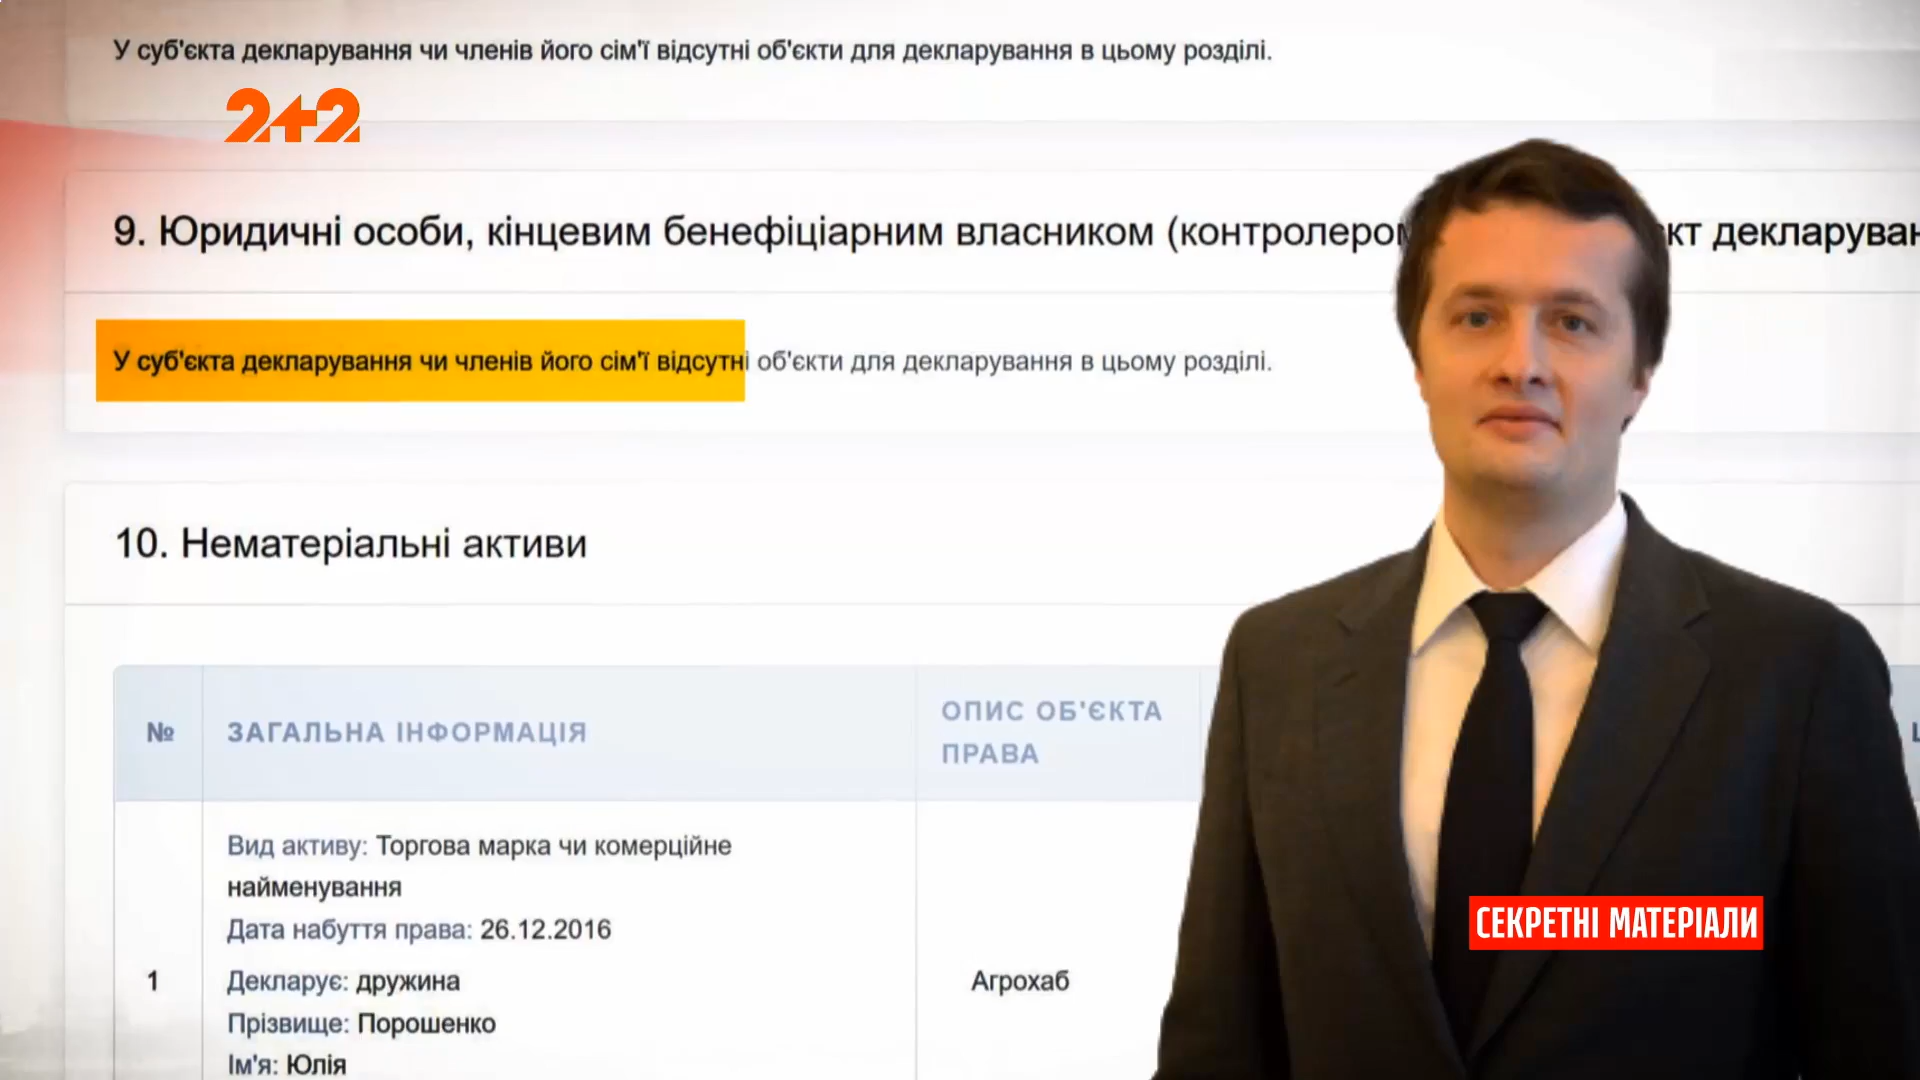 У суб'єкта декларування чи членів його сім'ї відсутні об'єкти для декларування в цьому розділі.
2+2
9. Юридичні особи, кінцевим бенефіціарним власником (контролером
У суб'єкта декларування чи членів його сім'ї відсутні об'єкти для декларування в цьому розділі.
10. Нематеріальні активи
№ ЗАГАЛЬНА ІНФОРМАЦІЯ ОПИС ОБ'ЄКТА
ПРАВА
Вид активу: Торгова марка чи комерційне
найменування
Дата набуття права: 26.12.2016
1 Декларує: дружина Агрохаб
Прізвище: Порошенко
Ім'я: Юлія
СЕКРЕТНІ МАТЕРІАЛИ